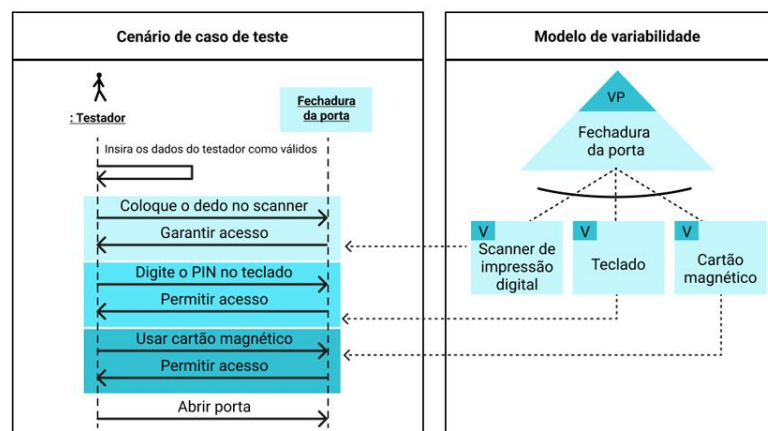 Cenário de caso de teste
: Testador
Fechadura
da porta
Insira os dados do testador como válidos
Coloque o dedo no scanner
Garantir acesso
Digite o PIN no teclado
Permitir acesso
Usar cartão magnético
Permitir acesso
Abrir porta
Modelo de variabilidade
VP
Fechadura
da porta
V
Scanner de
impressão
digital
V
Teclado
V
Cartão
magnético